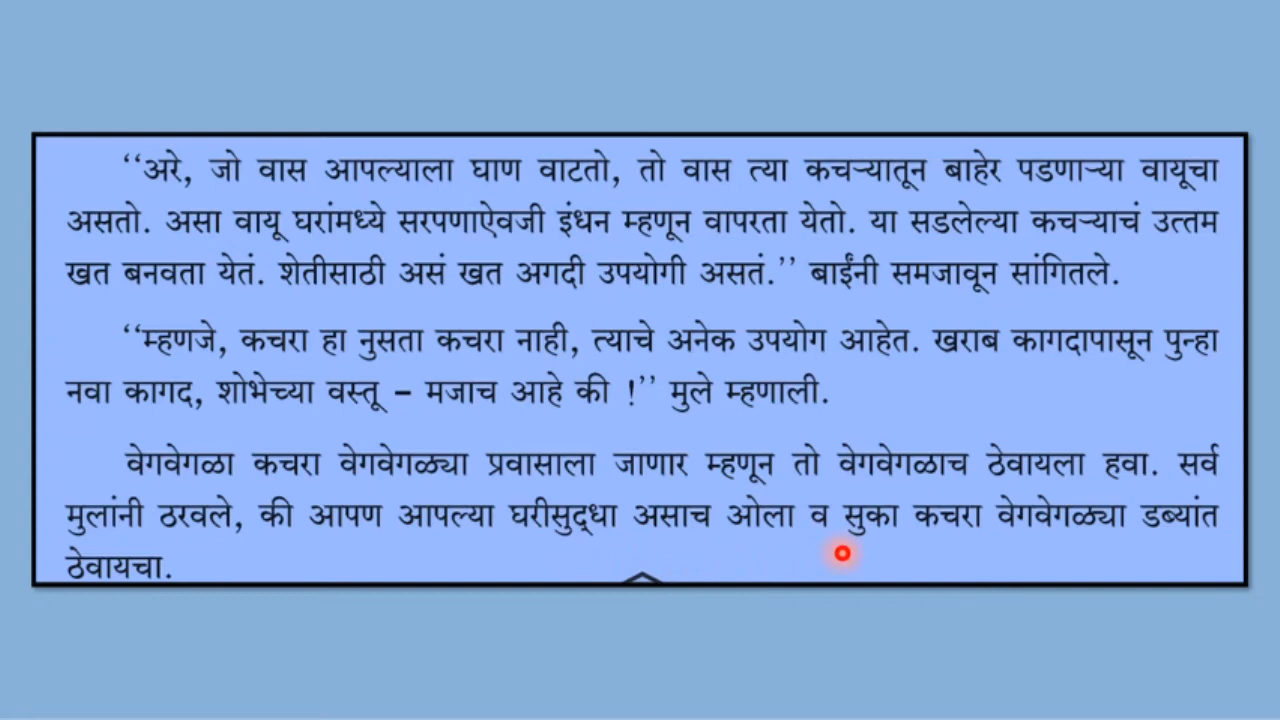 ‘‘अरे, जो वास आपल्याला घाण वाटतो, तो वास त्या कचऱ्यातून बाहेर पडणाऱ्या वायूचा
असतो. असा वायू घरांमध्ये सरपणाऐवजी इंधन म्हणून वापरता येतो. या सडलेल्या कचऱ्याचं उत्तम
खत बनवता येतं. शेतीसाठी असं खत अगदी उपयोगी असतं.’’ बाईंनी समजावून सांगितले.
‘‘म्हणजे, कचरा हा नुसता कचरा नाही, त्याचे अनेक उपयोग आहेत. खराब कागदापासून पुन्हा
नवा कागद, शोभेच्या वस्तू – मजाच आहे की !’’ मुले म्हणाली.
वेगवेगळा कचरा वेगवेगळ्या प्रवासाला जाणार म्हणून तो वेगवेगळाच ठेवायला हवा. सर्व
मुलांनी ठरवले, की आपण आपल्या घरीसुद्धा असाच ओला व सुका कचरा वेगवेगळ्या डब्यांत
ठेवायचा.